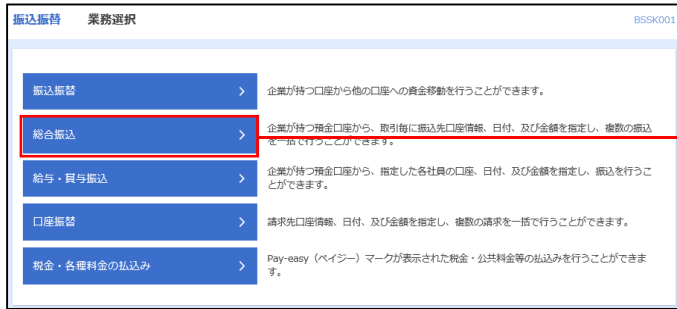 振込振替 業務選択 BSSK001
振込振替 企業が持つ口座から他の口座への資金移動を行うことができます。
総合振込 企業が持つ預金口座から、取引毎に振込先口座情報、日付、及び金額を指定し、複数の振込
を一括で行うことができます。
給与・賞与振込 企業が持つ預金口座から、指定した各社員の口座、日付、及び金額を指定し、振込を行うこ
とができます。
口座振替 請求先口座情報、日付、及び金額を指定し、複数の請求を一括で行うことができます。
税金・各種料金の払込み Pay-easy（ペイジー）マークが表示された税金・公共料金等の払込みを行うことができま
す。